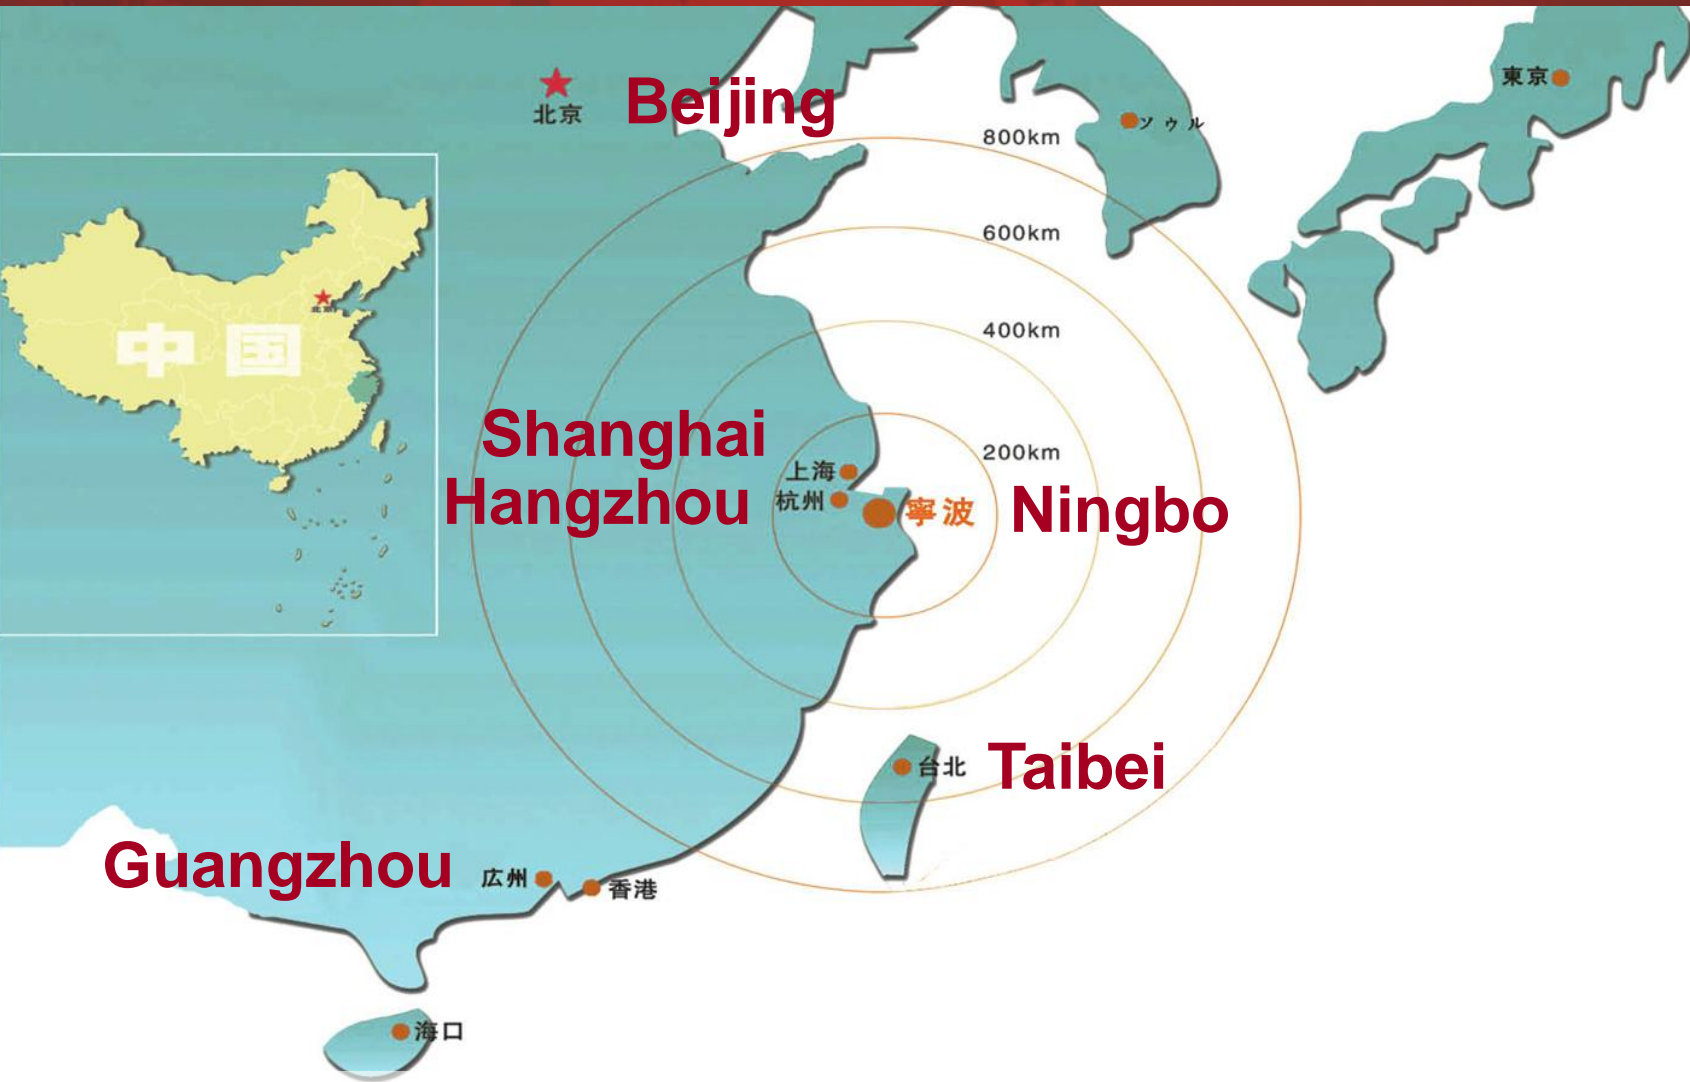 東京
北京
Beijing
ソウル
800km
600km
400km
中国
200km
Shanghai
上海
Hangzhou
杭州
寧波
Ningbo
台北
Taibei
Guangzhou
広州
香港
海口